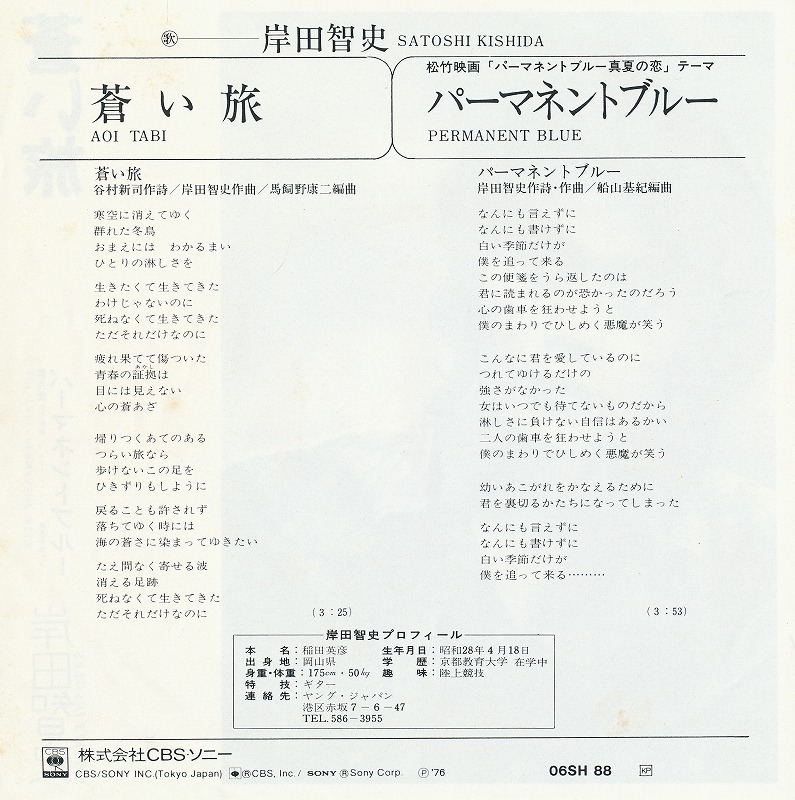 歌 岸田智史 SATOSHI KISHIDA
蒼い旅
AOI TABI
松竹映画「パーマネントブルー真夏の恋」テーマ
パーマネントブルー
PERMANENT BLUE
蒼い旅
谷村新司作詩/岸田智史作曲/馬飼野康二編曲
寒空に消えてゆく
群れた冬鳥
おまえには わかるまい
ひとりの淋しさを
生きたくて生きてきた
わけじゃないのに
死ねなくて生きてきた
ただそれだけなのに
疲れ果てて傷ついた
あかし
青春の証拠は
目には見えない
心の蒼あざ
帰りつくあてのある
つらい旅なら
歩けないこの足を
ひきずりもしように
戻ることも許されず
落ちてゆく時には
海の蒼さに染まってゆきたい
たえ間なく寄せる波
消える足跡
死ねなくて生きてきた
ただそれだけなのに
(3:25)
パーマネントブルー
岸田智史作詩・作曲/船山基紀編曲
なんにも言えずに
なんにも書けずに
白い季節だけが
僕を追って来る
この便箋をうら返したのは
君に読まれるのが恐かったのだろう
心の歯車を狂わせようと
僕のまわりでひしめく悪魔が笑う
こんなに君を愛しているのに
つれてゆけるだけの
強さがなかった
女はいつでも待てないものだから
淋しさに負けない自信はあるかい
二人の歯車を狂わせようと
僕のまわりでひしめく悪魔が笑う
幼いあこがれをかなえるために
君を裏切るかたちになってしまった
なんにも言えずに
なんにも書けずに
白い季節だけが
僕を追って来る………
(3:53)
岸田智史プロフィール
本名:稲田英彦 生年月日:昭和28年4月18日
出身地:岡山県 学歴:京都教育大学 在学中
身重・体重:175cm・50kg 趣味:陸上競技
特技:ギター
連絡先:ヤング・ジャパン
港区赤坂7-6-47
TEL.586-3955
CBS SONY 株式会社CBS・ソニー
CBS/SONY INC.(Tokyo Japan) ®CBS, Inc./ SONY ®Sony Corp. ℗'76 06SH 88 KP